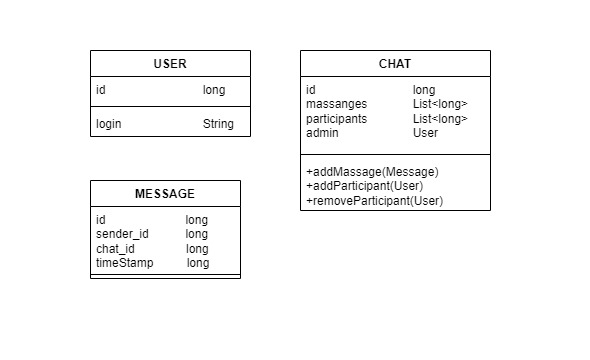 USER
id long
login String
CHAT
id long
massanges List<long>
participants List<long>
admin User
+addMassage(Message)
+addParticipant(User)
+removeParticipant(User)
MESSAGE
id long
sender_id long
chat_id long
timeStamp long